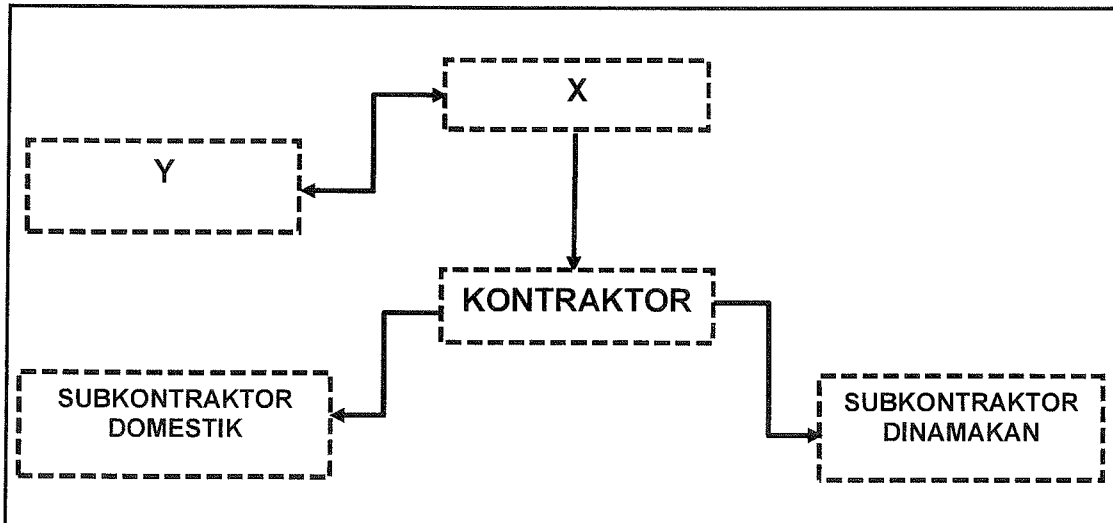 X
Y
KONTRAKTOR
SUBKONTRAKTOR
DOMESTIK
SUBKONTRAKTOR
DINAMAKAN